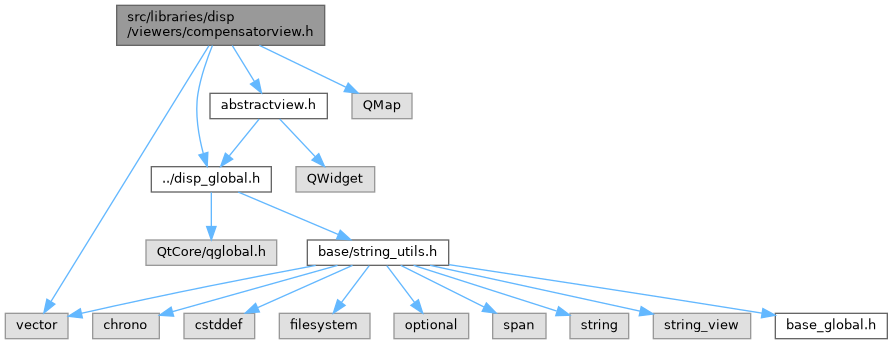 src/libraries/disp
/viewers/compensatorview.h
abstractview.h
QMap
../disp_global.h
QWidget
QtCore/qglobal.h
base/string_utils.h
vector
chrono
cstddef
filesystem
optional
span
string
string_view
base_global.h